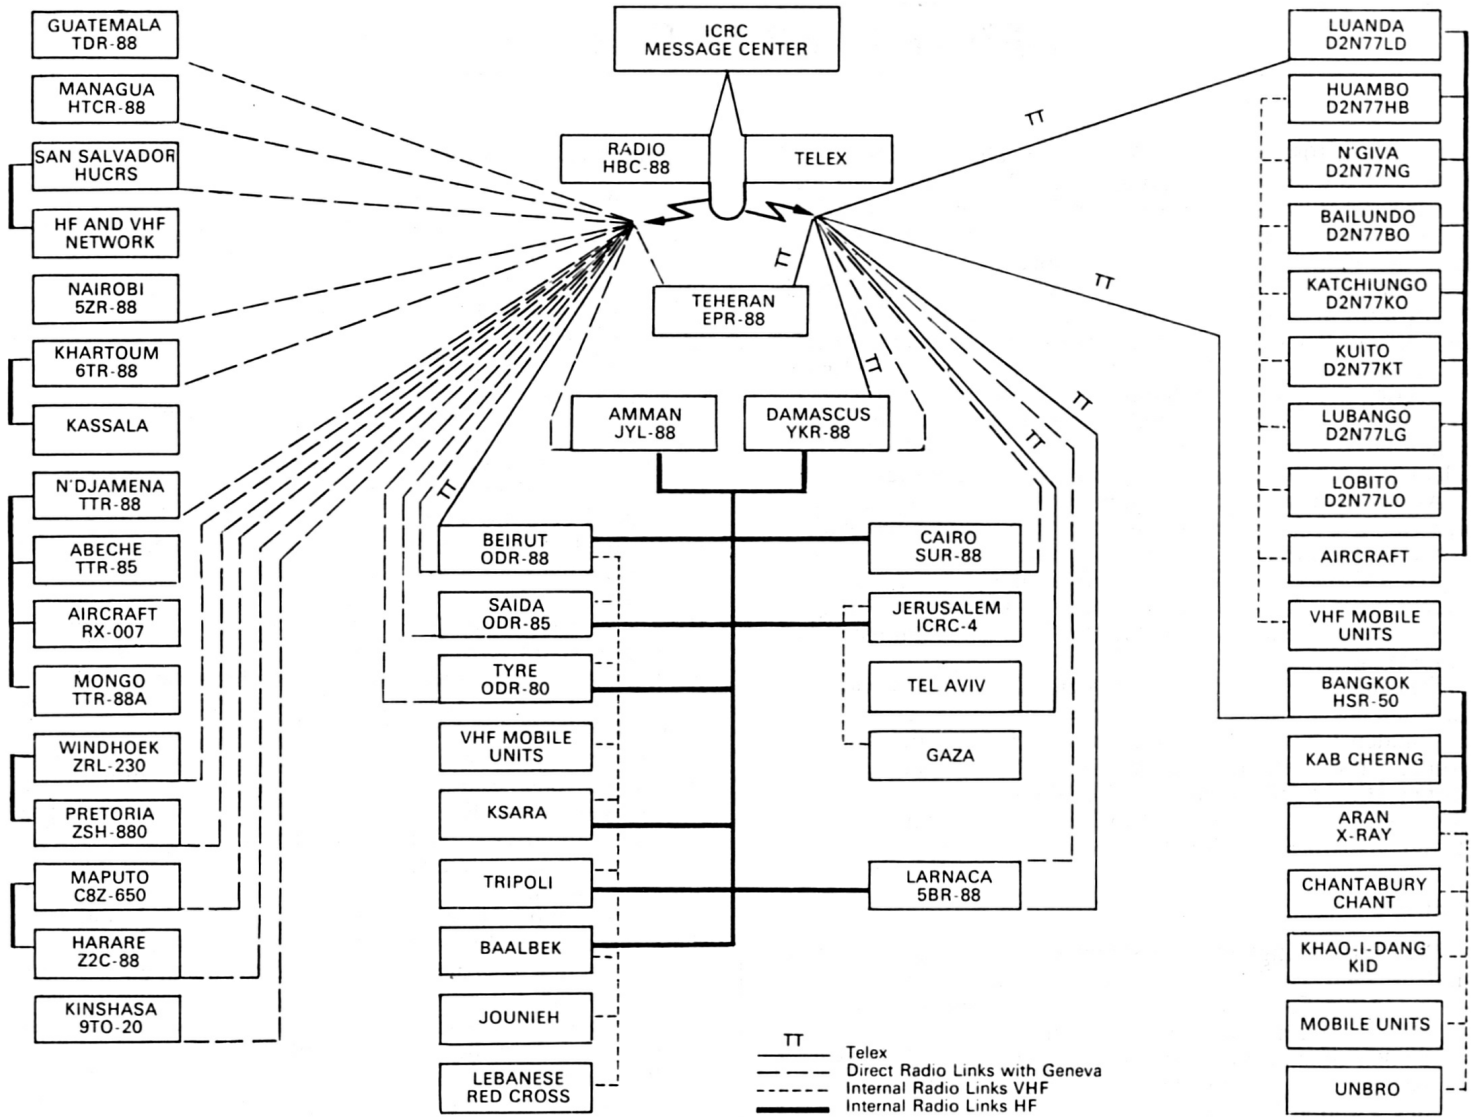 GUATEMALA
TDR-88
MANAGUA
HTCR-88
SAN SALVADOR
HUCRS
HF AND VHF
NETWORK
NAIROBI
5ZR-88
KHARTOUM
6TR-88
KASSALA
N'DJAMENA
TTR-88
ABECHE
TTR-85
AIRCRAFT
RX-007
MONGO
TTR-88A
WINDHOEK
ZRL-230
PRETORIA
ZSH-880
MAPUTO
C8Z-650
HARARE
Z2C-88
KINSHASA
9TO-20
ICRC
MESSAGE CENTER
RADIO
HBC-88
TELEX
TT
TT
TT
TEHERAN
EPR-88
TT
TT
TT
TT
AMMAN
JYL-88
DAMASCUS
YKR-88
BEIRUT
ODR-88
SAIDA
ODR-85
TYRE
ODR-80
VHF MOBILE
UNITS
KSARA
TRIPOLI
BAALBEK
JOUNIEH
LEBANESE
RED CROSS
CAIRO
SUR-88
JERUSALEM
ICRC-4
TEL AVIV
GAZA
LARNACA
5BR-88
LUANDA
D2N77LD
HUAMBO
D2N77HB
N'GIVA
D2N77NG
BAILUNDO
D2N77BO
KATCHIUNGO
D2N77KO
KUITO
D2N77KT
LUBANGO
D2N77LG
LOBITO
D2N77LO
AIRCRAFT
VHF MOBILE
UNITS
BANGKOK
HSR-50
KAB CHERNG
ARAN
X-RAY
CHANTABURY
CHANT
KHAO-I-DANG
KID
MOBILE UNITS
UNBRO
TT
Telex
Direct Radio Links with Geneva
Internal Radio Links VHF
Internal Radio Links HF